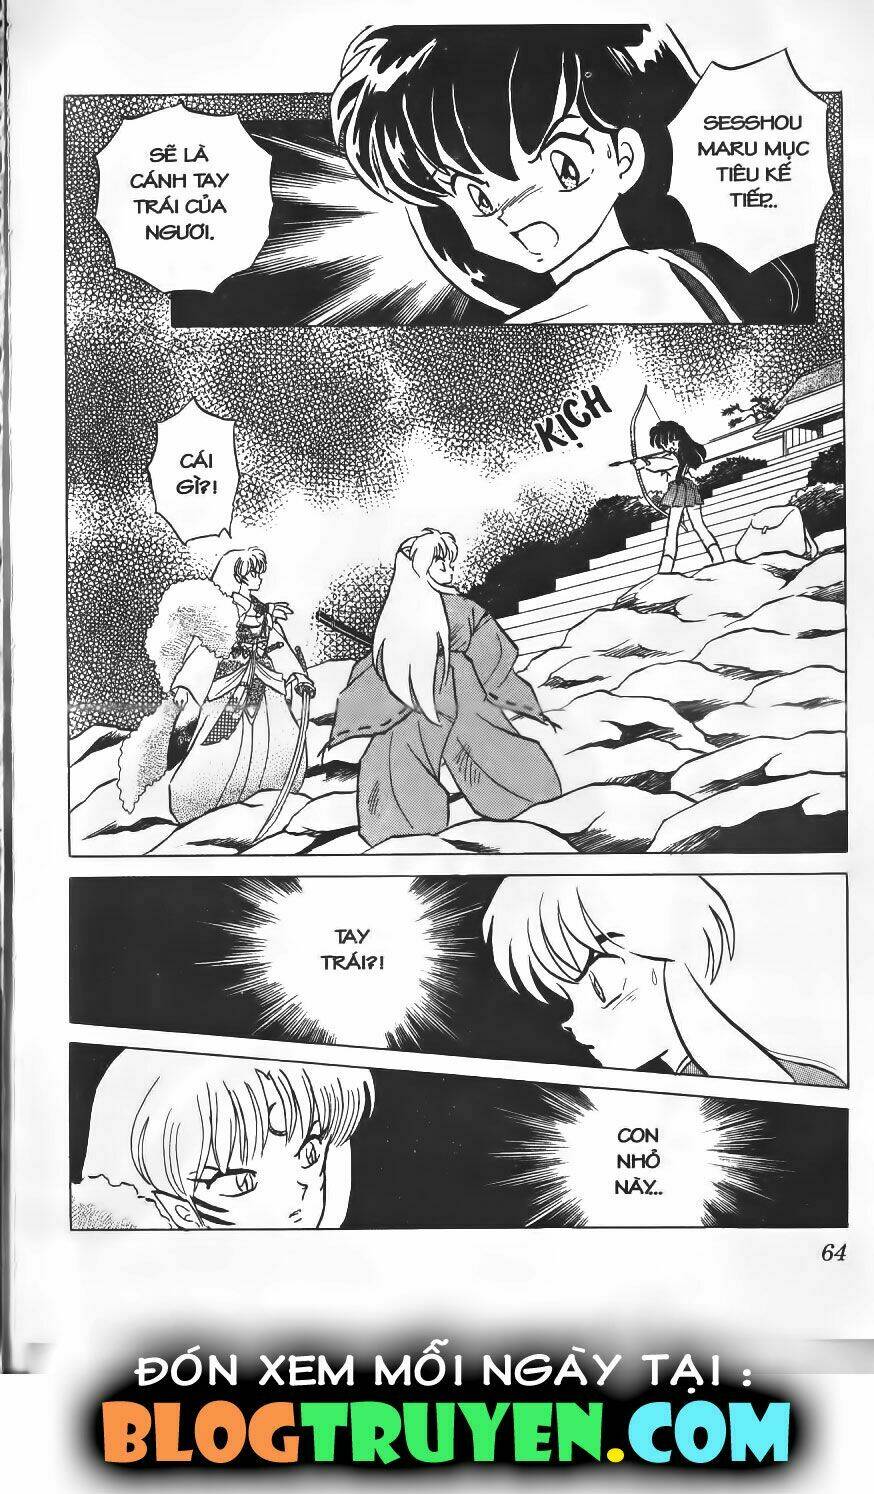 SESSHOU
MARU MỤC
TIÊU KẾ
TIẾP...
SẼ LÀ
CÁNH TAY
TRÁI CỦA
NGƯƠI.
KỊCH
CÁI
GÌ?!
TAY
TRÁI?!
CON
NHỎ
NÀY...
64
ĐÓN XEM MỖI NGÀY TẠI :
BLOGTRUYEN.COM